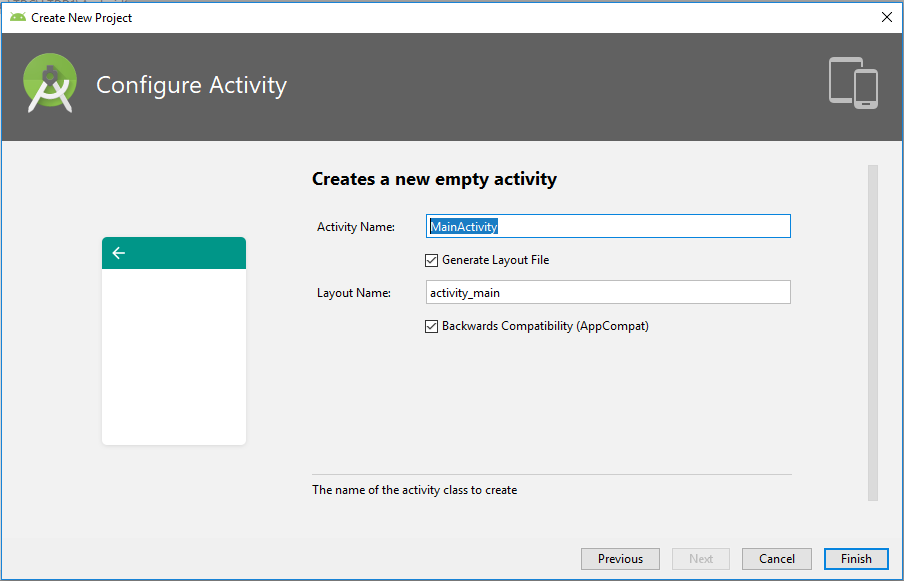 Create New Project
Configure Activity
Creates a new empty activity
Activity Name: MainActivity
Generate Layout File
Layout Name: activity_main
Backwards Compatibility (AppCompat)
The name of the activity class to create
Previous Next Cancel Finish